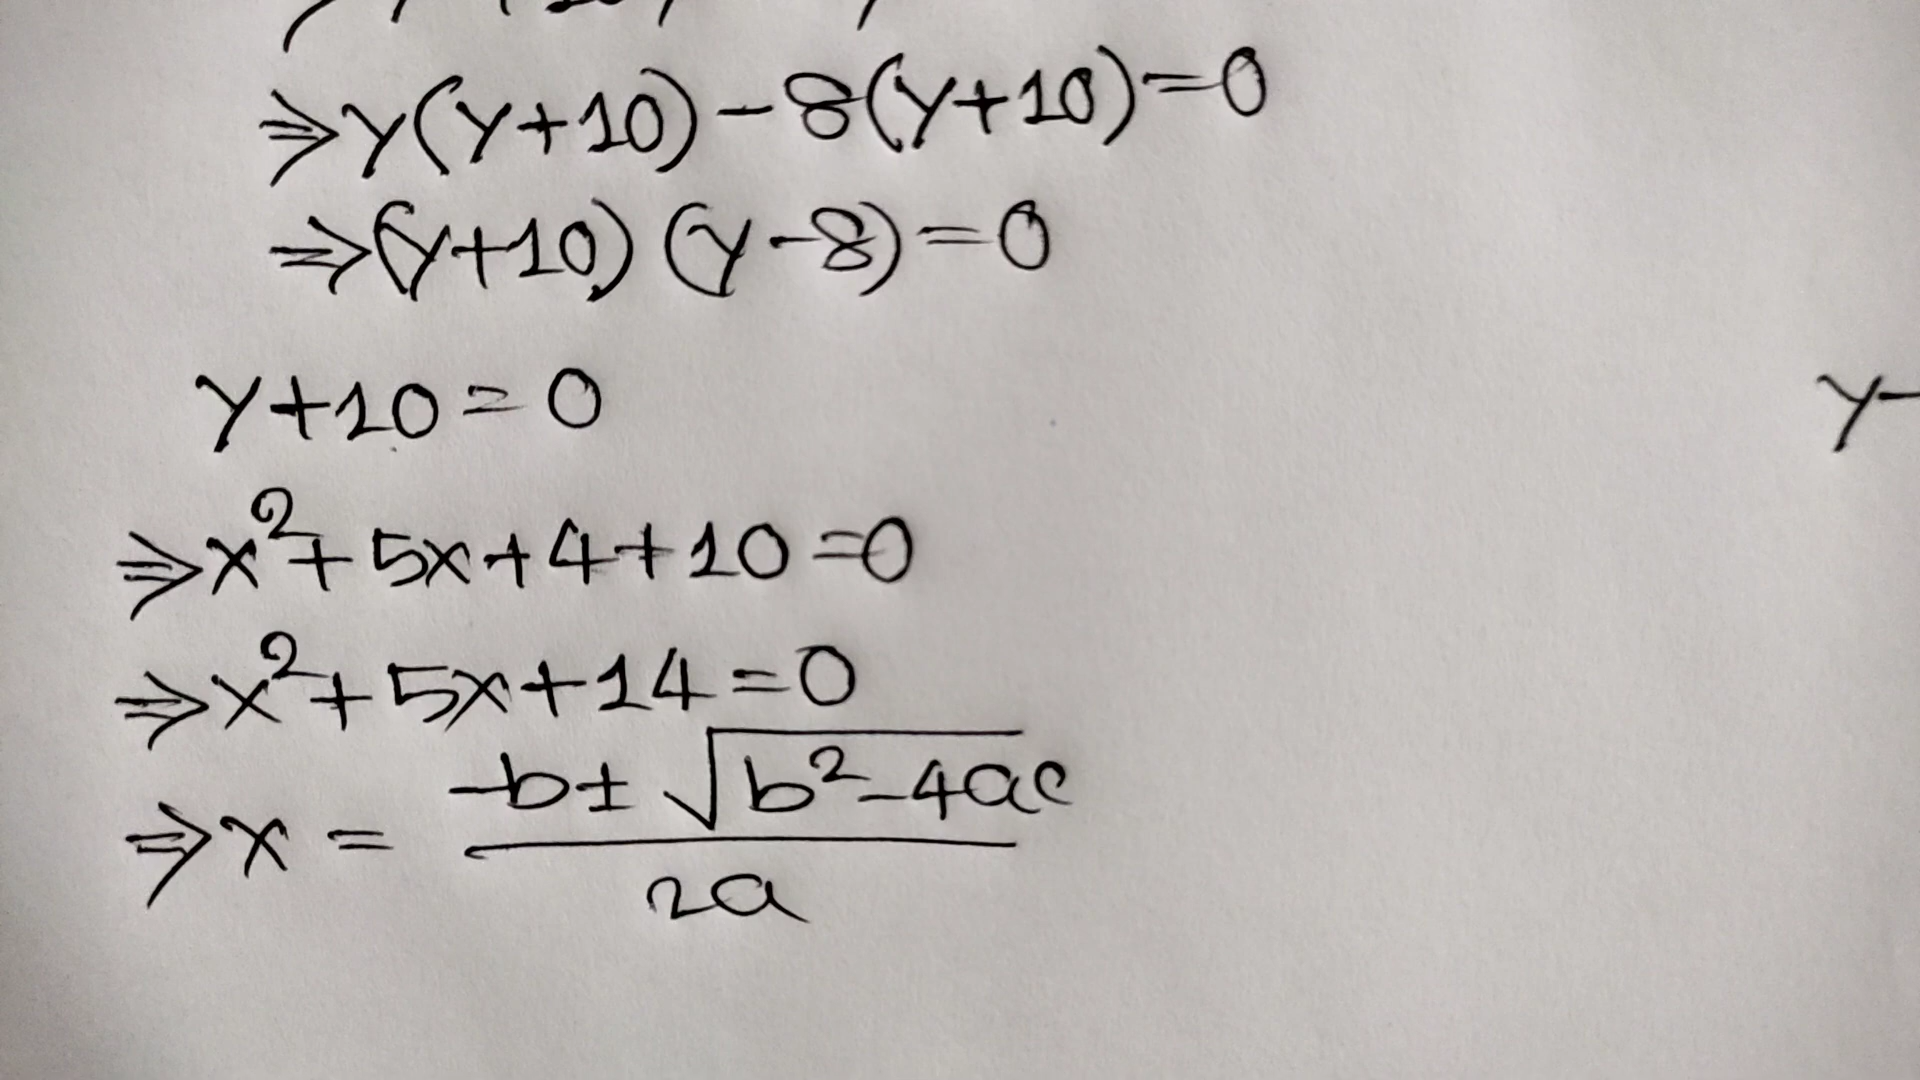 ⇒y(y+10)-8(y+10)=0
⇒(y+10)(y-8)=0
y+10=0
y-
⇒x²+5x+4+10=0
⇒x²+5x+14=0
⇒x = (-b±√(b²-4ac))/2a